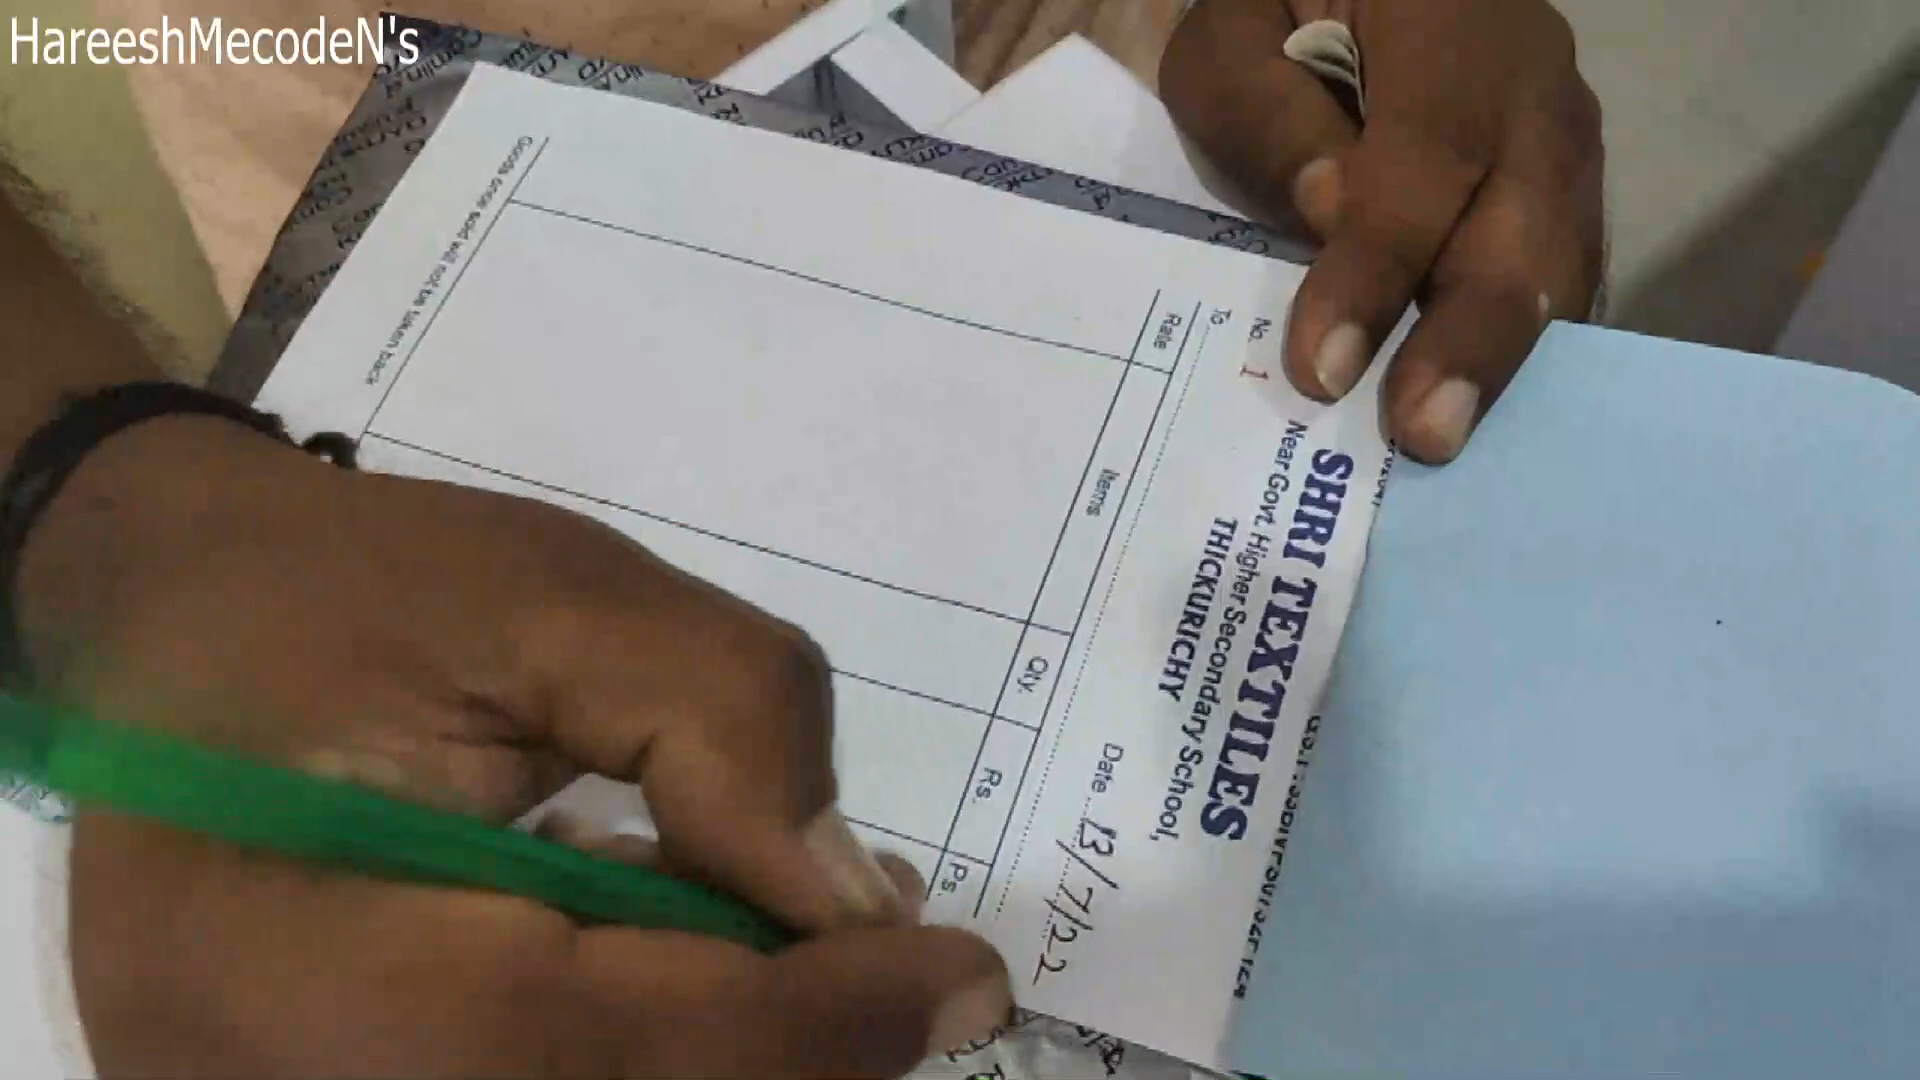 HareeshMecodeN's
SHRI TEXTILES
Near Govt. Higher Secondary School,
THICKURICHY
No. 1
Date 13/7/22
To
Rate Items Qty. Rs. Ps.
Goods once sold will not be taken back